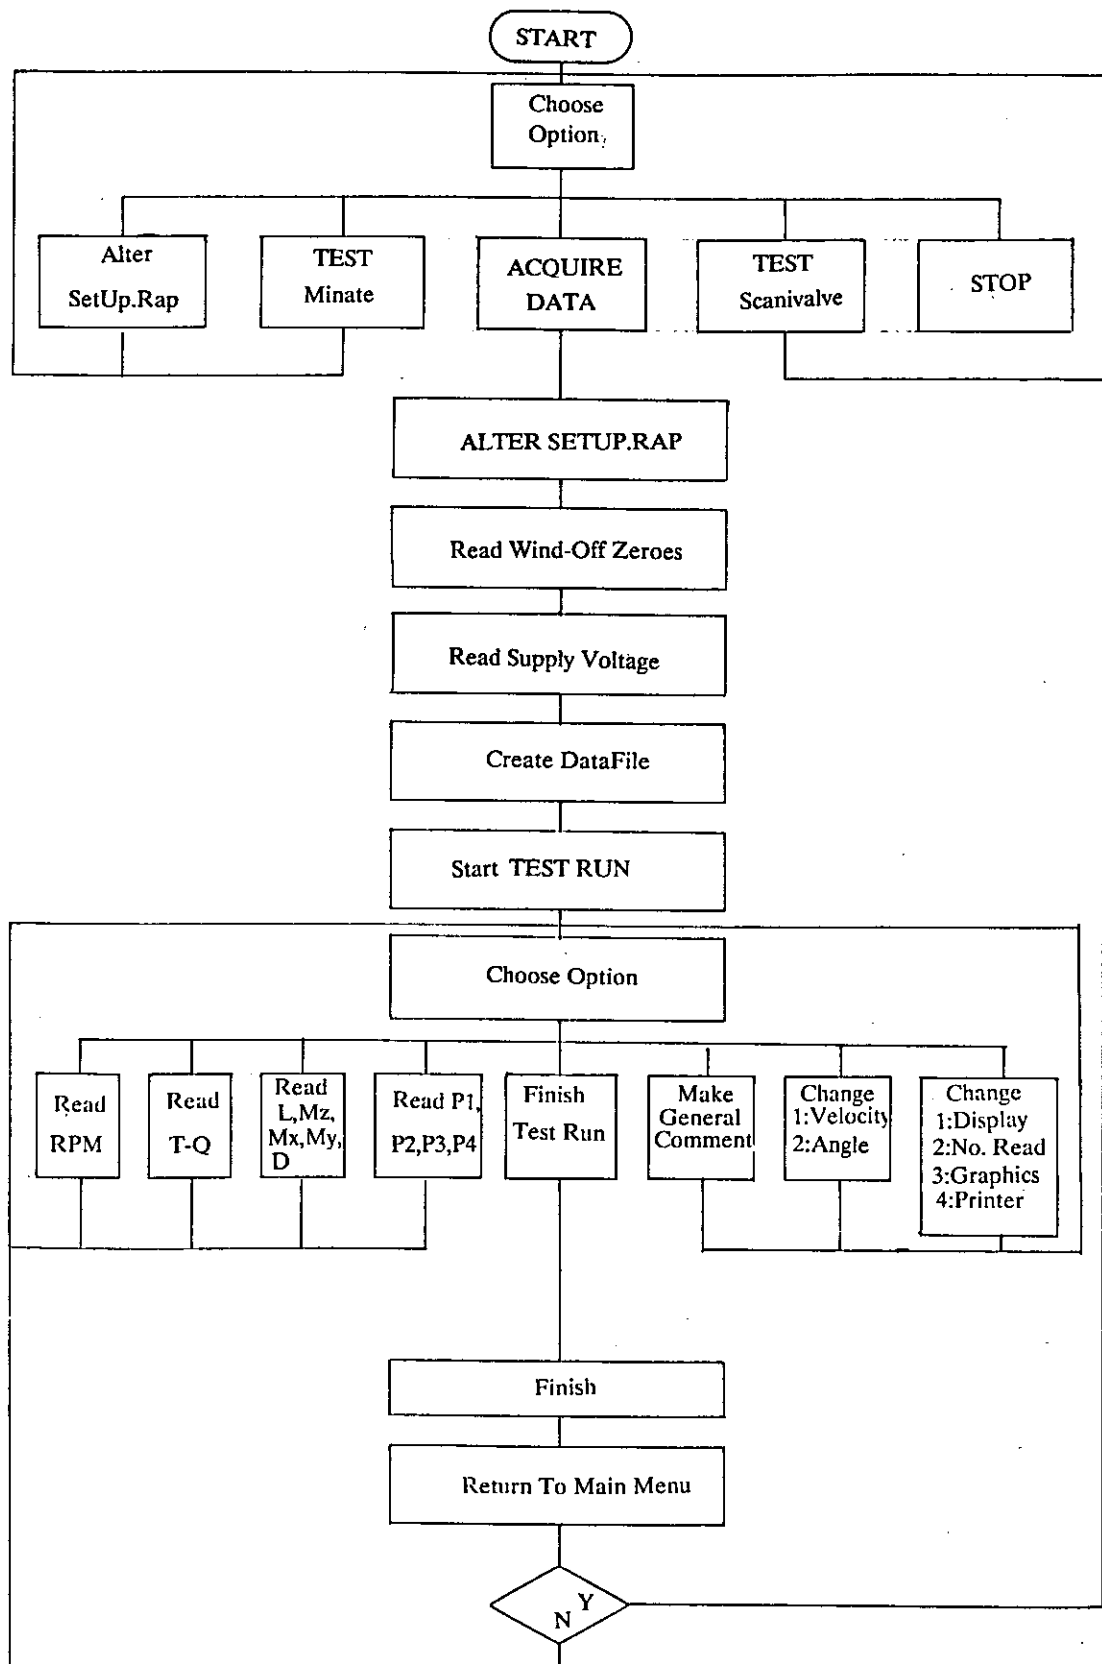 START
Choose
Option
Alter
SetUp.Rap
TEST
Minate
ACQUIRE
DATA
TEST
Scanivalve
STOP
ALTER SETUP.RAP
Read Wind-Off Zeroes
Read Supply Voltage
Create DataFile
Start TEST RUN
Choose Option
Read
RPM
Read
T-Q
Read
L,Mz,
Mx,My,
D
Read P1,
P2,P3,P4
Finish
Test Run
Make
General
Comment
Change
1:Velocity
2:Angle
Change
1:Display
2:No. Read
3:Graphics
4:Printer
Finish
Return To Main Menu
Y
N